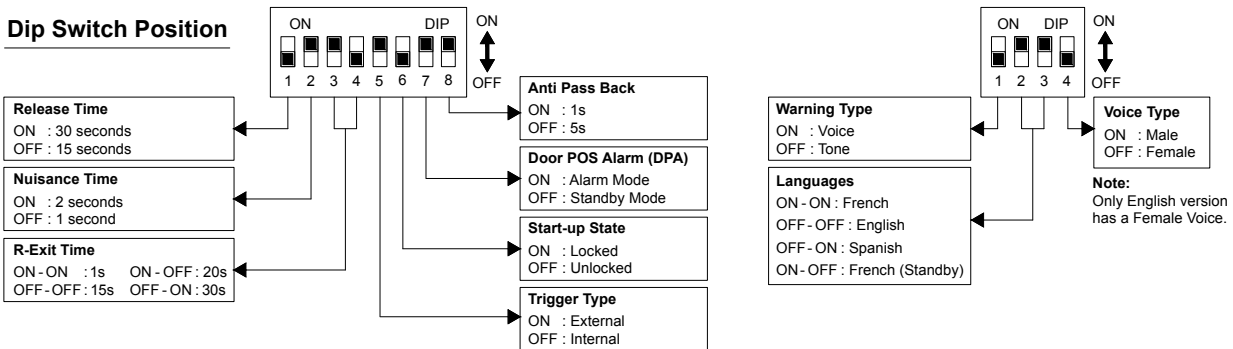 Dip Switch Position
ON DIP
1 2 3 4 5 6 7 8
ON
OFF
Release Time
ON : 30 seconds
OFF : 15 seconds
Nuisance Time
ON : 2 seconds
OFF : 1 second
R-Exit Time
ON-ON : 1s ON-OFF : 20s
OFF-OFF : 15s OFF-ON : 30s
Anti Pass Back
ON : 1s
OFF : 5s
Door POS Alarm (DPA)
ON : Alarm Mode
OFF : Standby Mode
Start-up State
ON : Locked
OFF : Unlocked
Trigger Type
ON : External
OFF : Internal
ON DIP
1 2 3 4
ON
OFF
Warning Type
ON : Voice
OFF : Tone
Languages
ON-ON : French
OFF-OFF : English
OFF-ON : Spanish
ON-OFF : French (Standby)
Voice Type
ON : Male
OFF : Female
Note:
Only English version
has a Female Voice.